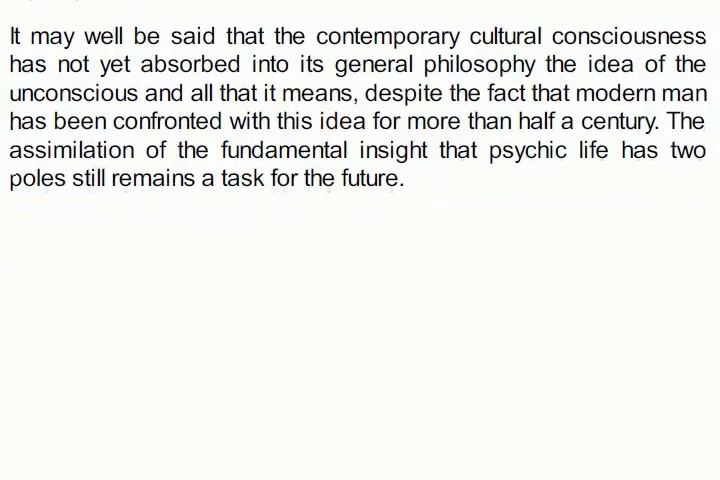 It may well be said that the contemporary cultural consciousness
has not yet absorbed into its general philosophy the idea of the
unconscious and all that it means, despite the fact that modern man
has been confronted with this idea for more than half a century. The
assimilation of the fundamental insight that psychic life has two
poles still remains a task for the future.